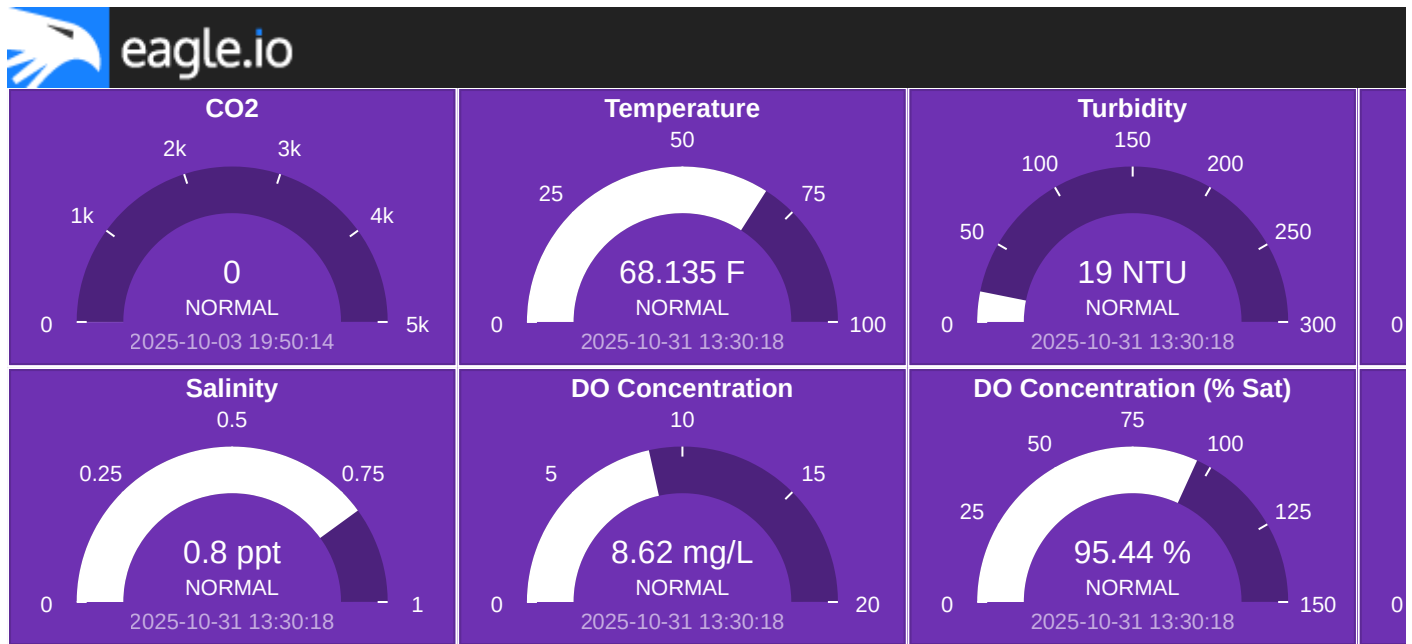 eagle.io
CO2
2k 3k
1k 4k
0
NORMAL
0 5k
2025-10-03 19:50:14
Temperature
50
25 75
68.135 F
NORMAL
0 100
2025-10-31 13:30:18
Turbidity
150
100 200
50 250
19 NTU
NORMAL
0 300
2025-10-31 13:30:18
0
Salinity
0.5
0.25 0.75
0.8 ppt
NORMAL
0 1
2025-10-31 13:30:18
DO Concentration
10
5 15
8.62 mg/L
NORMAL
0 20
2025-10-31 13:30:18
DO Concentration (% Sat)
75
50 100
25 125
95.44 %
NORMAL
0 150
2025-10-31 13:30:18
0